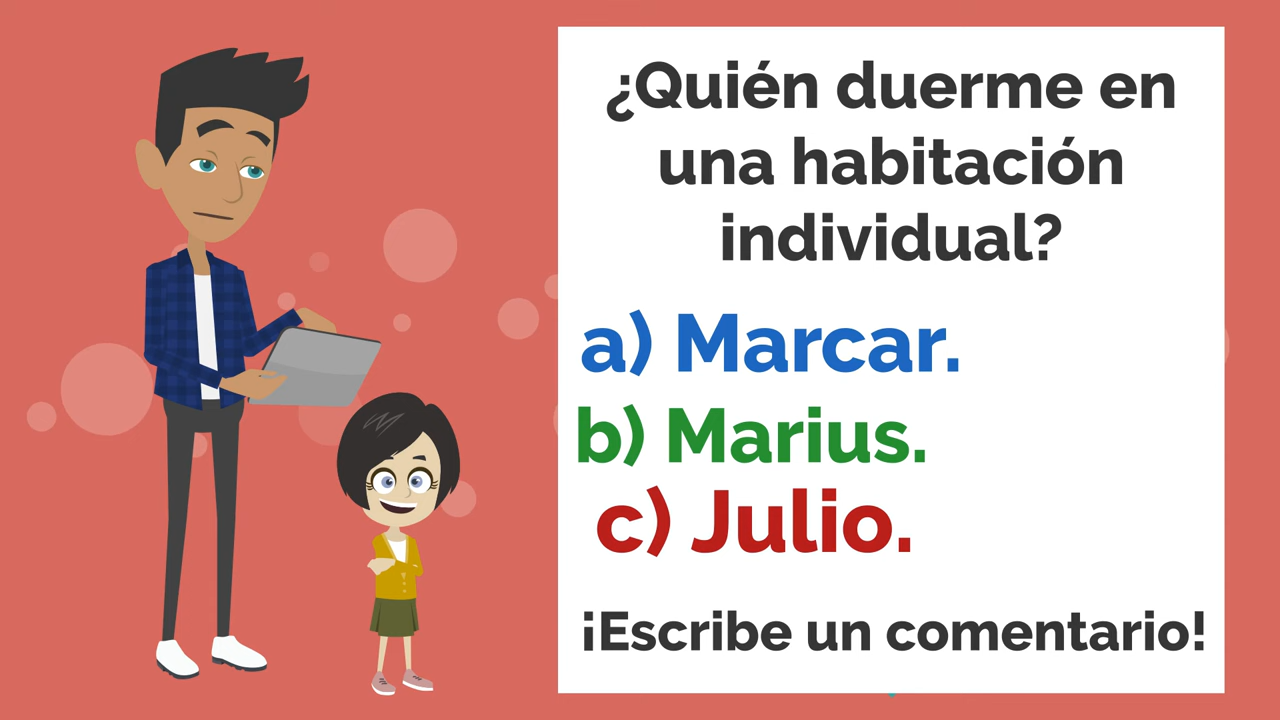 ¿Quién duerme en
una habitación
individual?
a) Marcar.
b) Marius.
c) Julio.
¡Escribe un comentario!